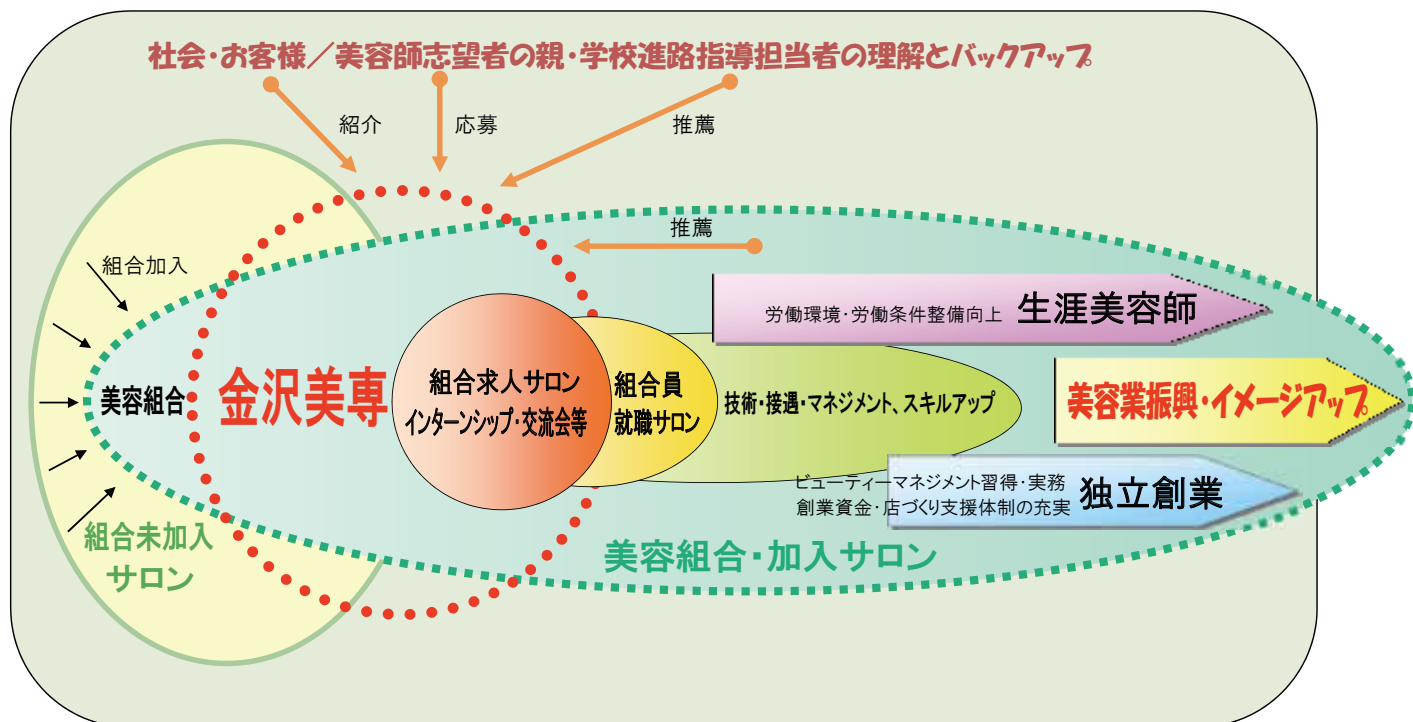 社会・お客様／美容師志望者の親・学校進路指導担当者の理解とバックアップ
紹介
応募
推薦
推薦
組合加入
労働環境・労働条件整備向上
生涯美容師
美容組合
金沢美専
組合求人サロン
インターンシップ・交流会等
組合員
就職サロン
技術・接遇・マネジメント、スキルアップ
美容業振興・イメージアップ
ビューティーマネジメント習得・実務
創業資金・店づくり支援体制の充実
独立創業
組合未加入
サロン
美容組合・加入サロン